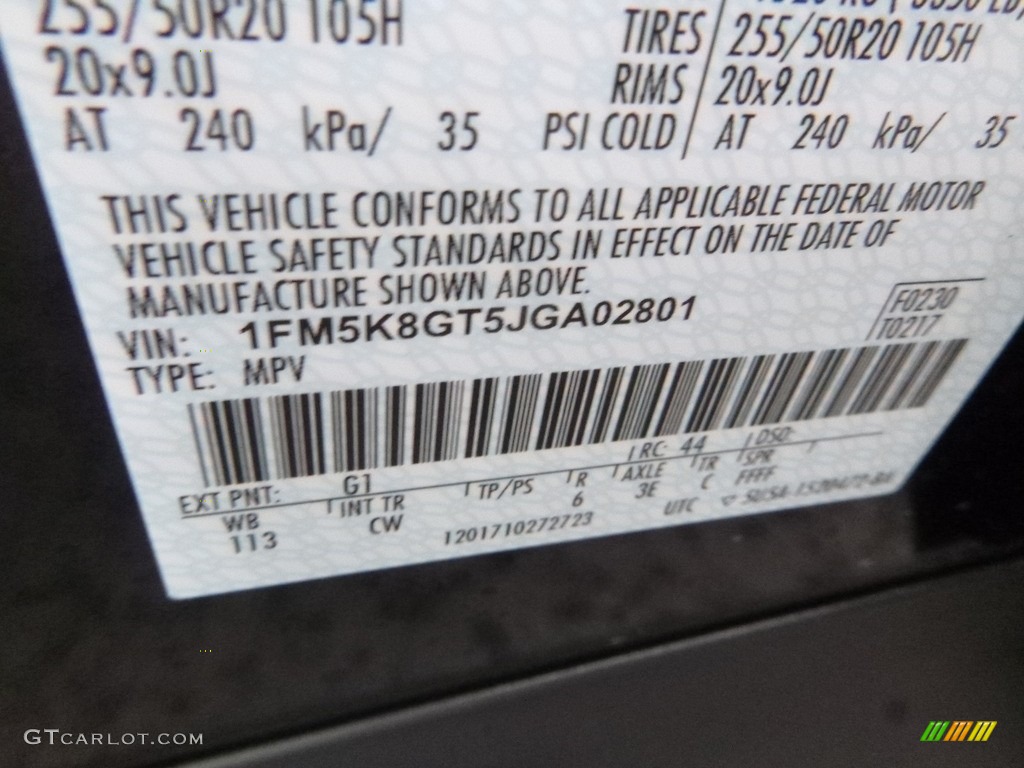 255/50R20 105H TIRES 255/50R20 105H
20x9.0J RIMS 20x9.0J
AT 240 kPa/ 35 PSI COLD AT 240 kPa/ 35
THIS VEHICLE CONFORMS TO ALL APPLICABLE FEDERAL MOTOR
VEHICLE SAFETY STANDARDS IN EFFECT ON THE DATE OF
MANUFACTURE SHOWN ABOVE.
VIN: 1FM5K8GT5JGA02801
F0230
T0217
TYPE: MPV
EXT PNT: G1 RC: 44 DSO:
WB INT TR TP/PS R AXLE TR SPR
113 CW 6 3E C FFFF
1201710272723 UTC
GTcarlot.com